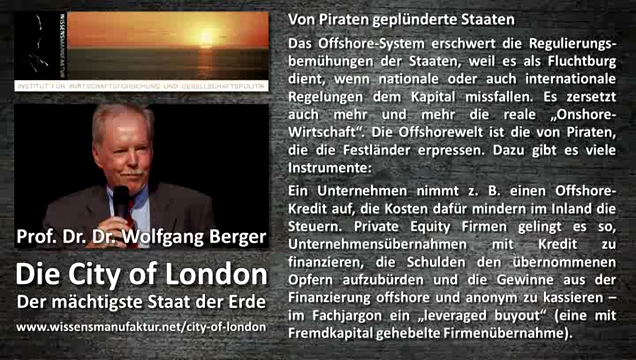 WISSENSMANUFAKTUR
INSTITUT FÜR WIRTSCHAFTSFORSCHUNG UND GESELLSCHAFTSPOLITIK
Prof. Dr. Dr. Wolfgang Berger
Die City of London
Der mächtigste Staat der Erde
www.wissensmanufaktur.net/city-of-london
Von Piraten geplünderte Staaten
Das Offshore-System erschwert die Regulierungs-
bemühungen der Staaten, weil es als Fluchtburg
dient, wenn nationale oder auch internationale
Regelungen dem Kapital missfallen. Es zersetzt
auch mehr und mehr die reale „Onshore-
Wirtschaft“. Die Offshorewelt ist die von Piraten,
die die Festländer erpressen. Dazu gibt es viele
Instrumente:
Ein Unternehmen nimmt z. B. einen Offshore-
Kredit auf, die Kosten dafür mindern im Inland die
Steuern. Private Equity Firmen gelingt es so,
Unternehmensübernahmen mit Kredit zu
finanzieren, die Schulden den übernommenen
Opfern aufzubürden und die Gewinne aus der
Finanzierung offshore und anonym zu kassieren –
im Fachjargon ein „leveraged buyout“ (eine mit
Fremdkapital gehebelte Firmenübernahme).